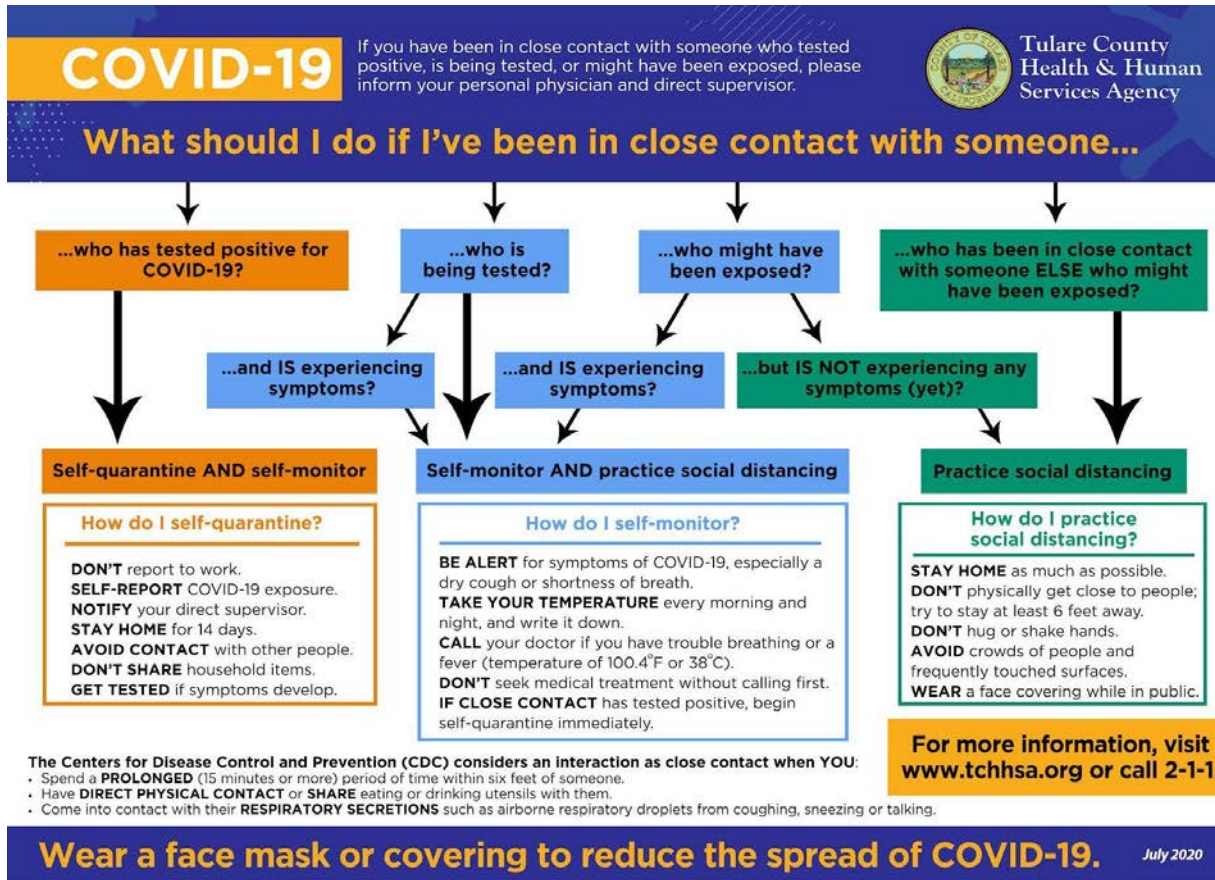 COVID-19
If you have been in close contact with someone who tested
positive, is being tested, or might have been exposed, please
inform your personal physician and direct supervisor.
COUNTY OF TULARE
CALIFORNIA
Tulare County
Health & Human
Services Agency
What should I do if I've been in close contact with someone...
...who has tested positive for
COVID-19?
...who is
being tested?
...who might have
been exposed?
...who has been in close contact
with someone ELSE who might
have been exposed?
...and IS experiencing
symptoms?
...and IS experiencing
symptoms?
...but IS NOT experiencing any
symptoms (yet)?
Self-quarantine AND self-monitor
How do I self-quarantine?
DON'T report to work.
SELF-REPORT COVID-19 exposure.
NOTIFY your direct supervisor.
STAY HOME for 14 days.
AVOID CONTACT with other people.
DON'T SHARE household items.
GET TESTED if symptoms develop.
Self-monitor AND practice social distancing
How do I self-monitor?
BE ALERT for symptoms of COVID-19, especially a
dry cough or shortness of breath.
TAKE YOUR TEMPERATURE every morning and
night, and write it down.
CALL your doctor if you have trouble breathing or a
fever (temperature of 100.4°F or 38°C).
DON'T seek medical treatment without calling first.
IF CLOSE CONTACT has tested positive, begin
self-quarantine immediately.
Practice social distancing
How do I practice
social distancing?
STAY HOME as much as possible.
DON'T physically get close to people;
try to stay at least 6 feet away.
DON'T hug or shake hands.
AVOID crowds of people and
frequently touched surfaces.
WEAR a face covering while in public.
The Centers for Disease Control and Prevention (CDC) considers an interaction as close contact when YOU:
• Spend a PROLONGED (15 minutes or more) period of time within six feet of someone.
• Have DIRECT PHYSICAL CONTACT or SHARE eating or drinking utensils with them.
• Come into contact with their RESPIRATORY SECRETIONS such as airborne respiratory droplets from coughing, sneezing or talking.
For more information, visit
www.tchhsa.org or call 2-1-1
Wear a face mask or covering to reduce the spread of COVID-19.
July 2020